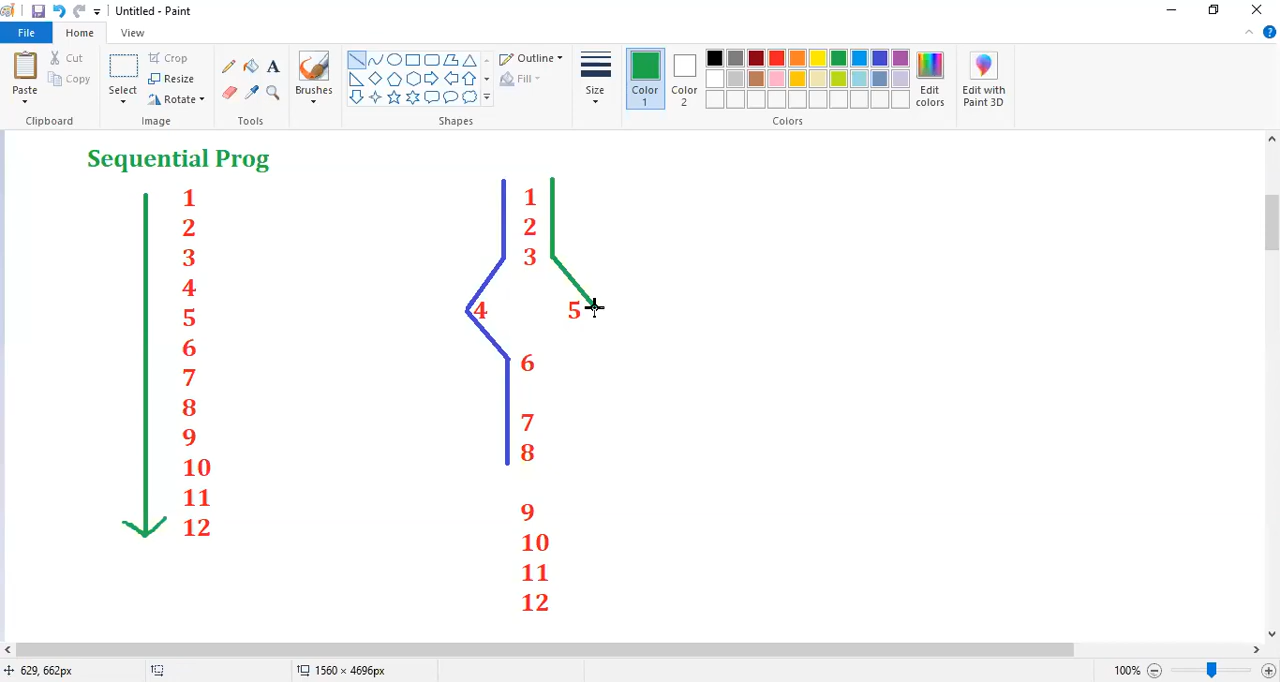 Untitled - Paint
File Home View
Paste
Cut
Copy
Clipboard
Select
Crop
Resize
Rotate
Image
A
Tools
Brushes
Shapes
Outline
Fill
Size
Color 1
Color 2
Edit colors
Colors
Edit with Paint 3D
Sequential Prog
1
2
3
4
5
6
7
8
9
10
11
12
1
2
3
4 5
6
7
8
9
10
11
12
629, 662px
1560 × 4696px
100%